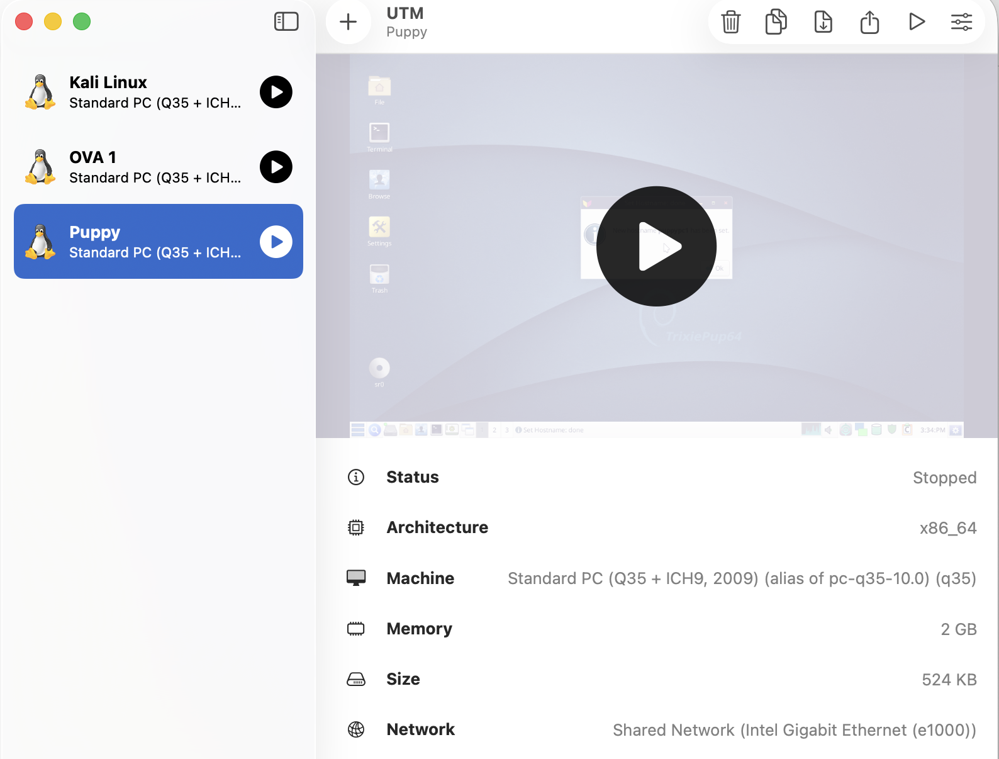 UTM
Puppy
Kali Linux
Standard PC (Q35 + ICH...
OVA 1
Standard PC (Q35 + ICH...
Puppy
Standard PC (Q35 + ICH...
File
Terminal
Browse
Settings
Trash
sr0
set.
Ok
TrixiePup64
2 3 Set Hostname: done 3:34:PM
Status Stopped
Architecture x86_64
Machine Standard PC (Q35 + ICH9, 2009) (alias of pc-q35-10.0) (q35)
Memory 2 GB
Size 524 KB
Network Shared Network (Intel Gigabit Ethernet (e1000))